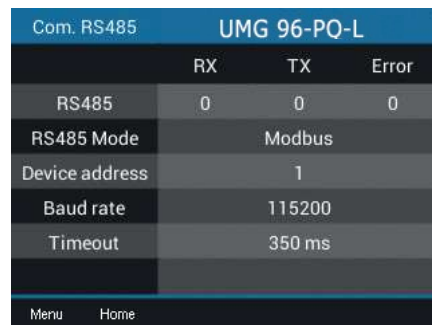 Com. RS485 UMG 96-PQ-L
RX TX Error
RS485 0 0 0
RS485 Mode Modbus
Device address 1
Baud rate 115200
Timeout 350 ms
Menu Home